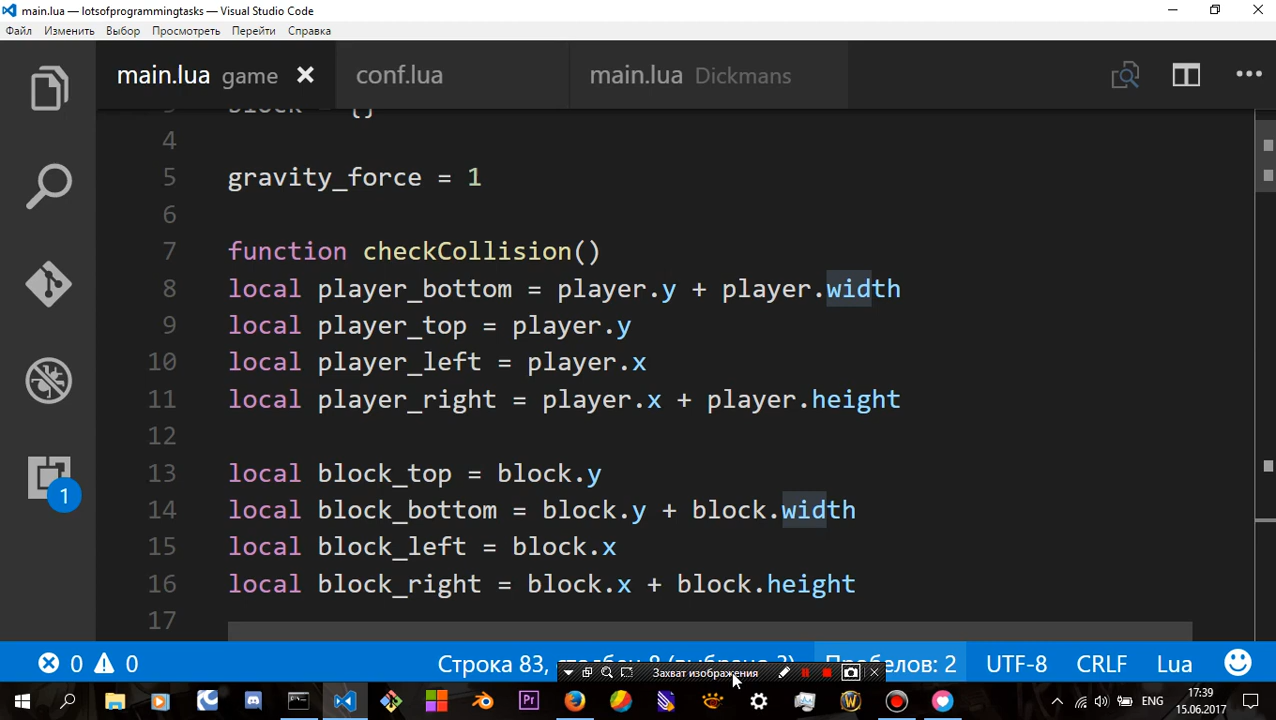 main.lua — lotsofprogrammingtasks — Visual Studio Code
Файл Изменить Выбор Просмотреть Перейти Справка
main.lua game conf.lua main.lua Dickmans
4
5 gravity_force = 1
6
7 function checkCollision()
8 local player_bottom = player.y + player.width
9 local player_top = player.y
10 local player_left = player.x
11 local player_right = player.x + player.height
12
13 local block_top = block.y
14 local block_bottom = block.y + block.width
15 local block_left = block.x
16 local block_right = block.x + block.height
17
0 0 Строка 83, Пробелов: 2 UTF-8 CRLF Lua
Захват изображения
1
Pr ENG 17:39
15.06.2017